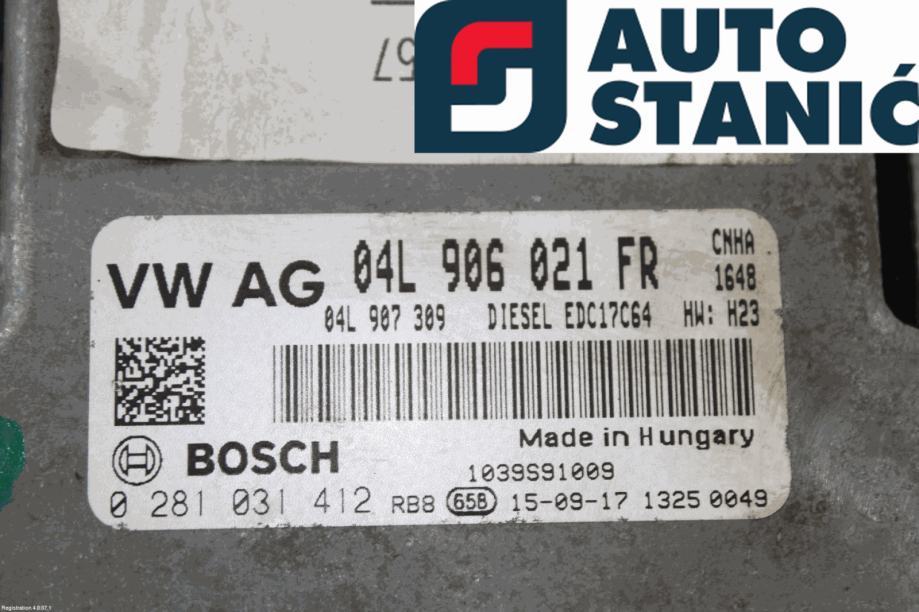 AUTO
STANIĆ
VW AG 04L 906 021 FR CNHA
1648
04L 907 309 DIESEL EDC17C64 HW: H23
Made in Hungary
BOSCH
1039S91009
0 281 031 412 RB8 65B 15-09-17 1325 0049